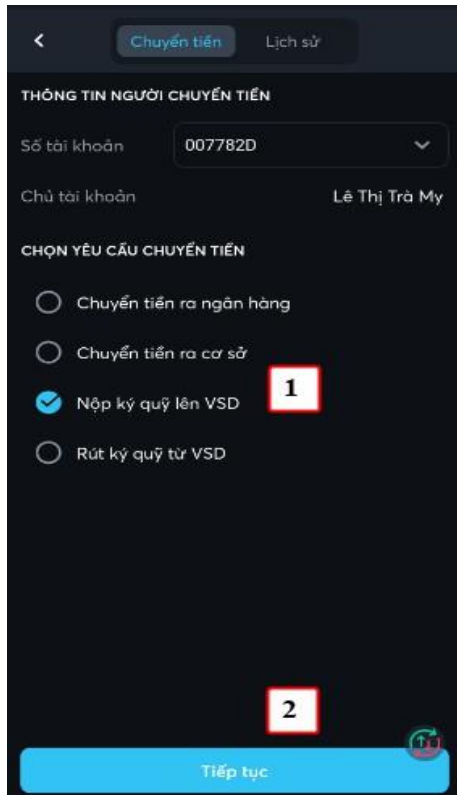 Chuyển tiền Lịch sử
THÔNG TIN NGƯỜI CHUYỂN TIỀN
Số tài khoản 007782D
Chủ tài khoản Lê Thị Trà My
CHỌN YÊU CẦU CHUYỂN TIỀN
Chuyển tiền ra ngân hàng
Chuyển tiền ra cơ sở
1
Nộp ký quỹ lên VSD
Rút ký quỹ từ VSD
2
Tiếp tục